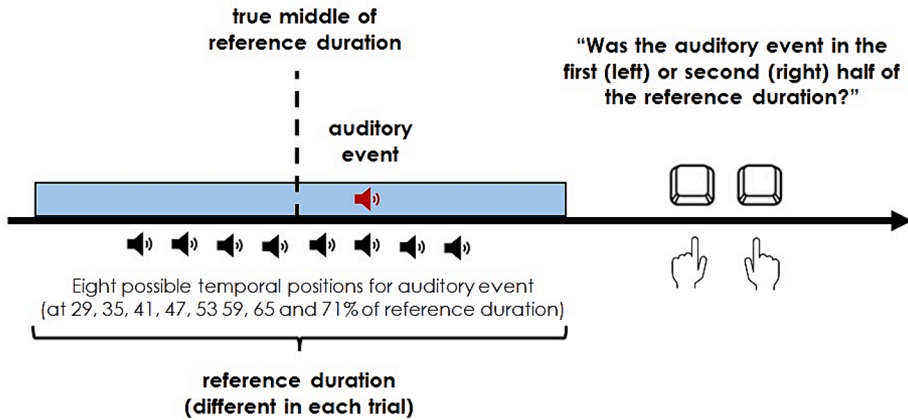 true middle of
reference duration
"Was the auditory event in the
first (left) or second (right) half of
the reference duration?"
auditory
event
Eight possible temporal positions for auditory event
(at 29, 35, 41, 47, 53 59, 65 and 71% of reference duration)
reference duration
(different in each trial)